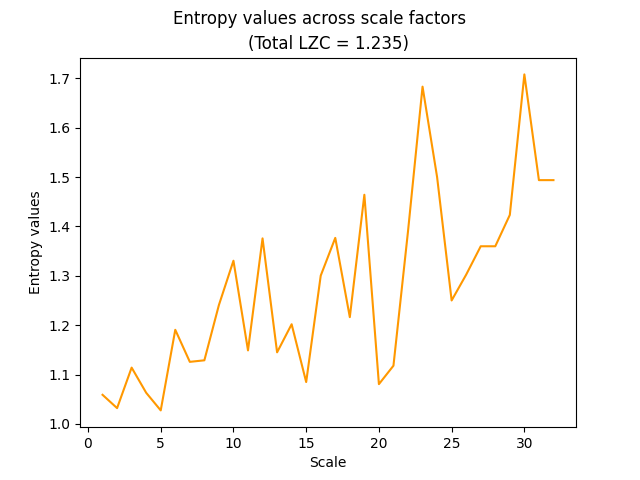 Entropy values across scale factors
(Total LZC = 1.235)
1.7
1.6
1.5
1.4
1.3
1.2
1.1
1.0
Entropy values
0 5 10 15 20 25 30
Scale